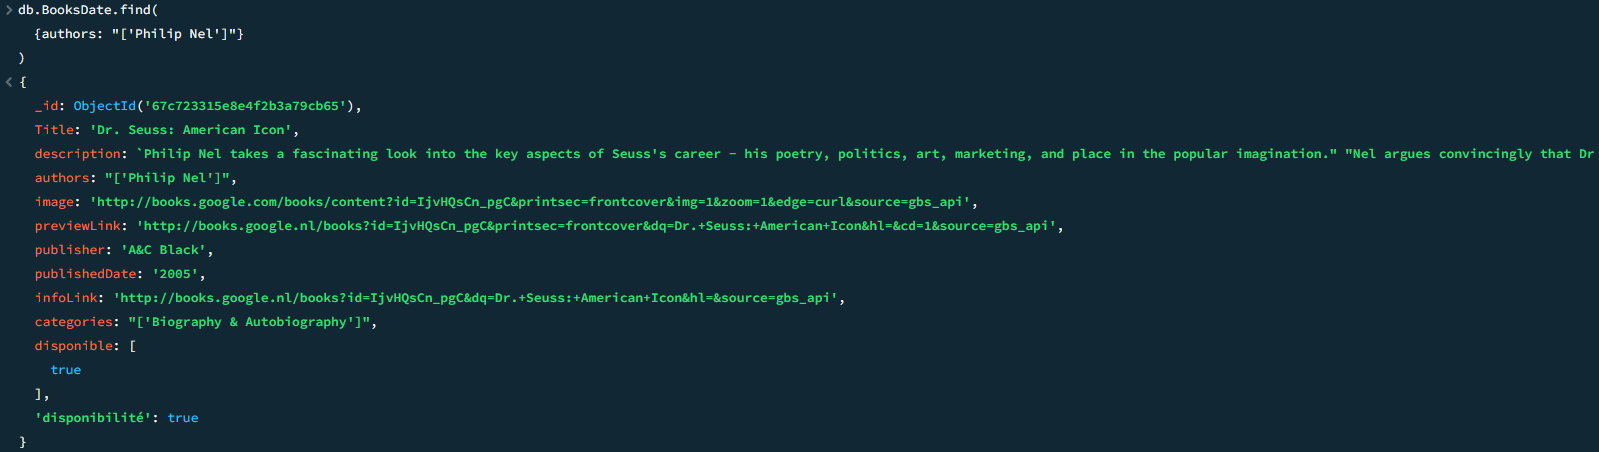 > db.BooksDate.find(
{authors: "['Philip Nel']"}
)
< {
_id: ObjectId('67c723315e8e4f2b3a79cb65'),
Title: 'Dr. Seuss: American Icon',
description: `Philip Nel takes a fascinating look into the key aspects of Seuss's career - his poetry, politics, art, marketing, and place in the popular imagination." "Nel argues convincingly that Dr
authors: "['Philip Nel']",
image: 'http://books.google.com/books/content?id=IjvHQsCn_pgC&printsec=frontcover&img=1&zoom=1&edge=curl&source=gbs_api',
previewLink: 'http://books.google.nl/books?id=IjvHQsCn_pgC&printsec=frontcover&dq=Dr.+Seuss:+American+Icon&hl=&cd=1&source=gbs_api',
publisher: 'A&C Black',
publishedDate: '2005',
infoLink: 'http://books.google.nl/books?id=IjvHQsCn_pgC&dq=Dr.+Seuss:+American+Icon&hl=&source=gbs_api',
categories: "['Biography & Autobiography']",
disponible: [
true
],
'disponibilité': true
}